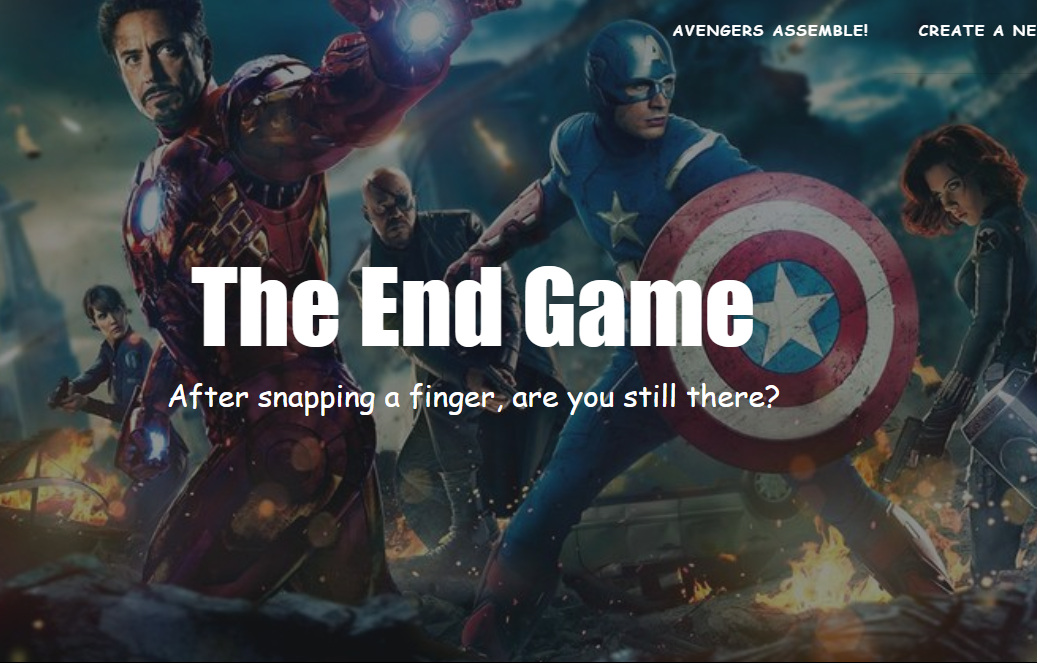 AVENGERS ASSEMBLE! CREATE A NE
The End Game
After snapping a finger, are you still there?